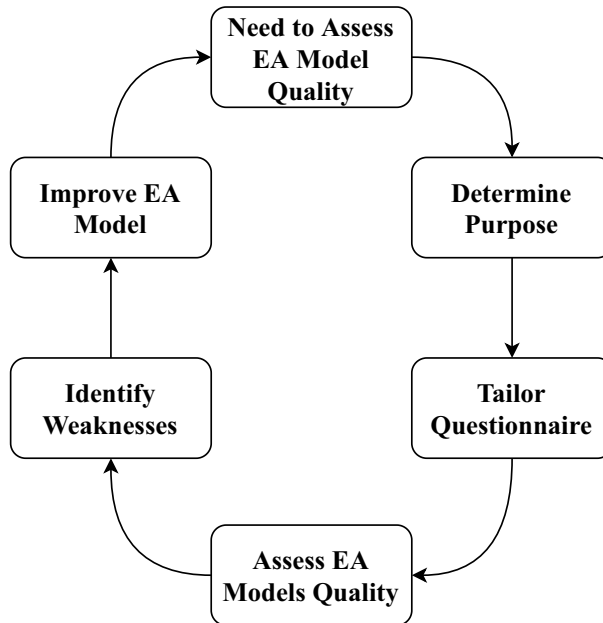 Need to Assess
EA Model
Quality
Determine
Purpose
Tailor
Questionnaire
Assess EA
Models Quality
Identify
Weaknesses
Improve EA
Model